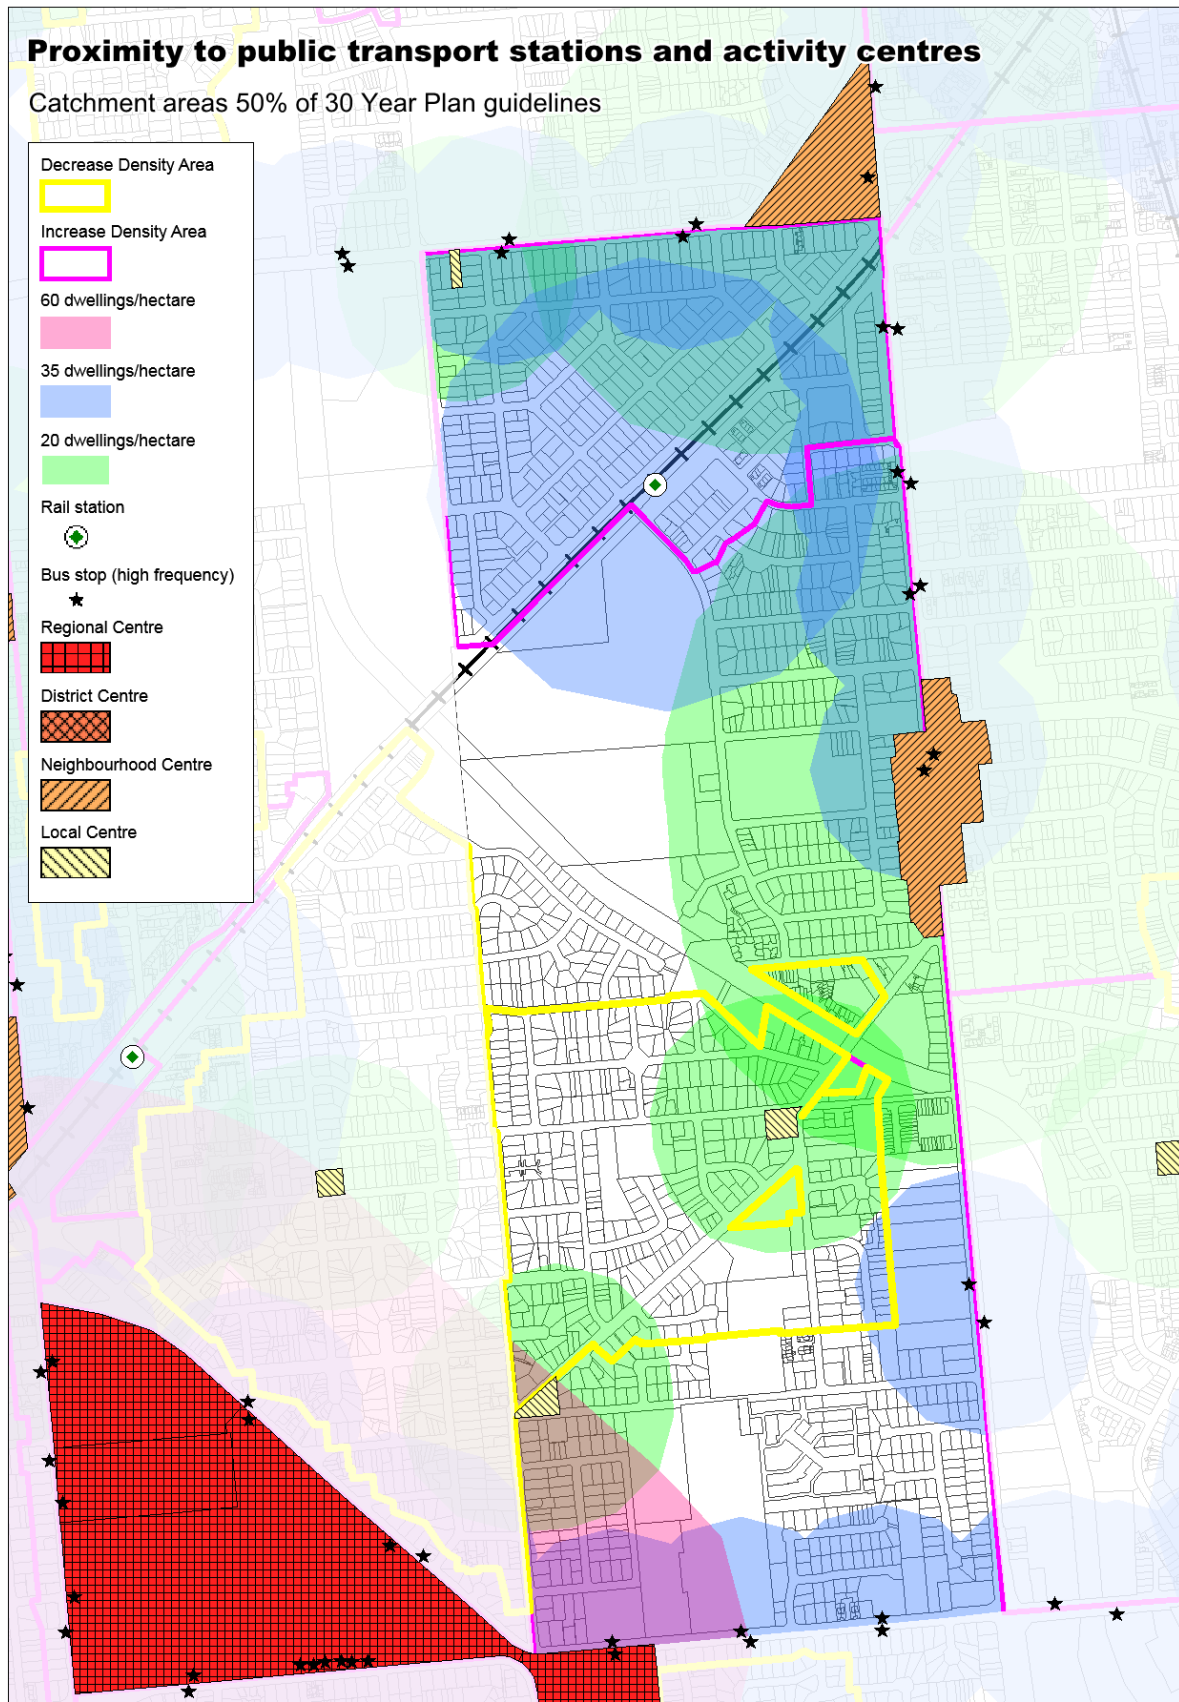 Proximity to public transport stations and activity centres
Catchment areas 50% of 30 Year Plan guidelines
Decrease Density Area
Increase Density Area
60 dwellings/hectare
35 dwellings/hectare
20 dwellings/hectare
Rail station
Bus stop (high frequency)
Regional Centre
District Centre
Neighbourhood Centre
Local Centre